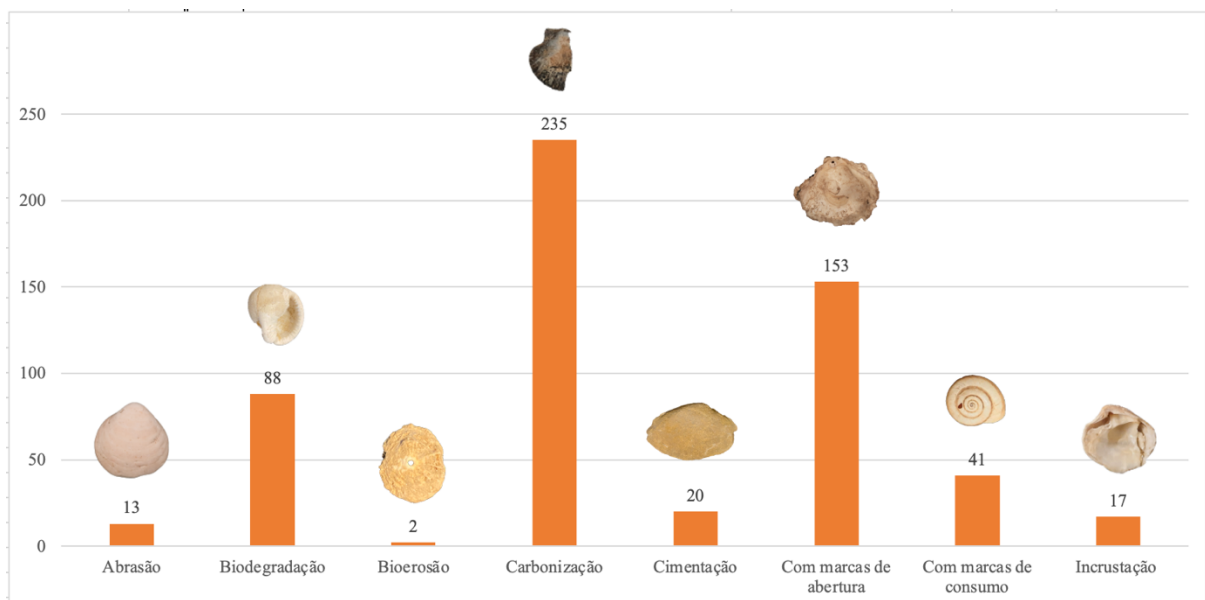 250
200
150
100
50
0
13
88
2
235
20
153
41
17
Abrasão
Biodegradação
Bioerosão
Carbonização
Cimentação
Com marcas de
abertura
Com marcas de
consumo
Incrustação